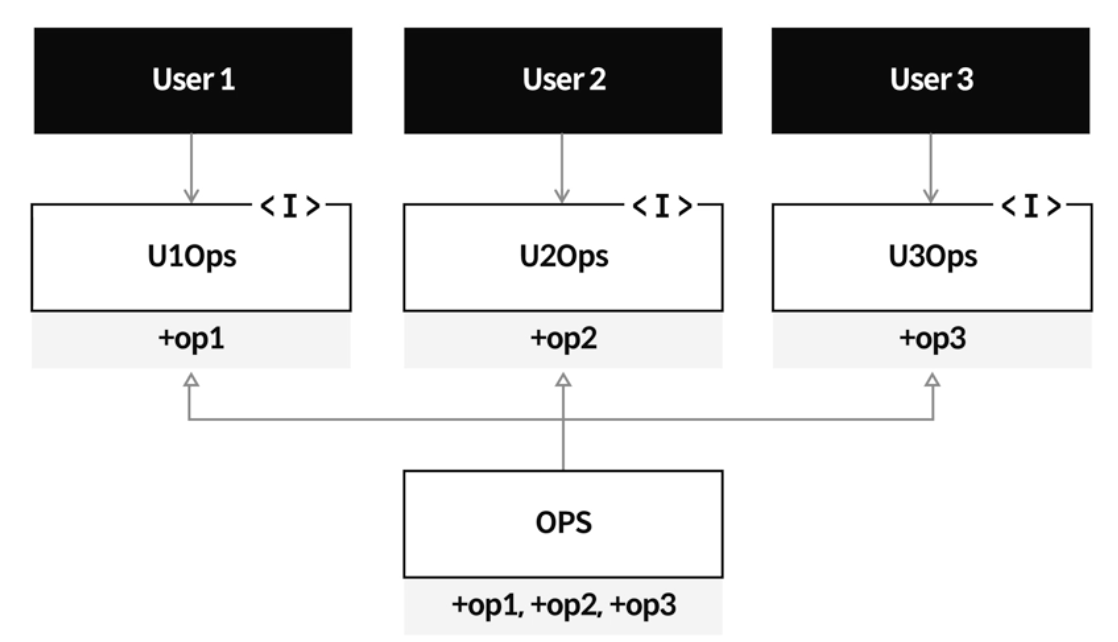 User 1
User 2
User 3
<I>
<I>
<I>
U1Ops
U2Ops
U3Ops
+op1
+op2
+op3
OPS
+op1, +op2, +op3